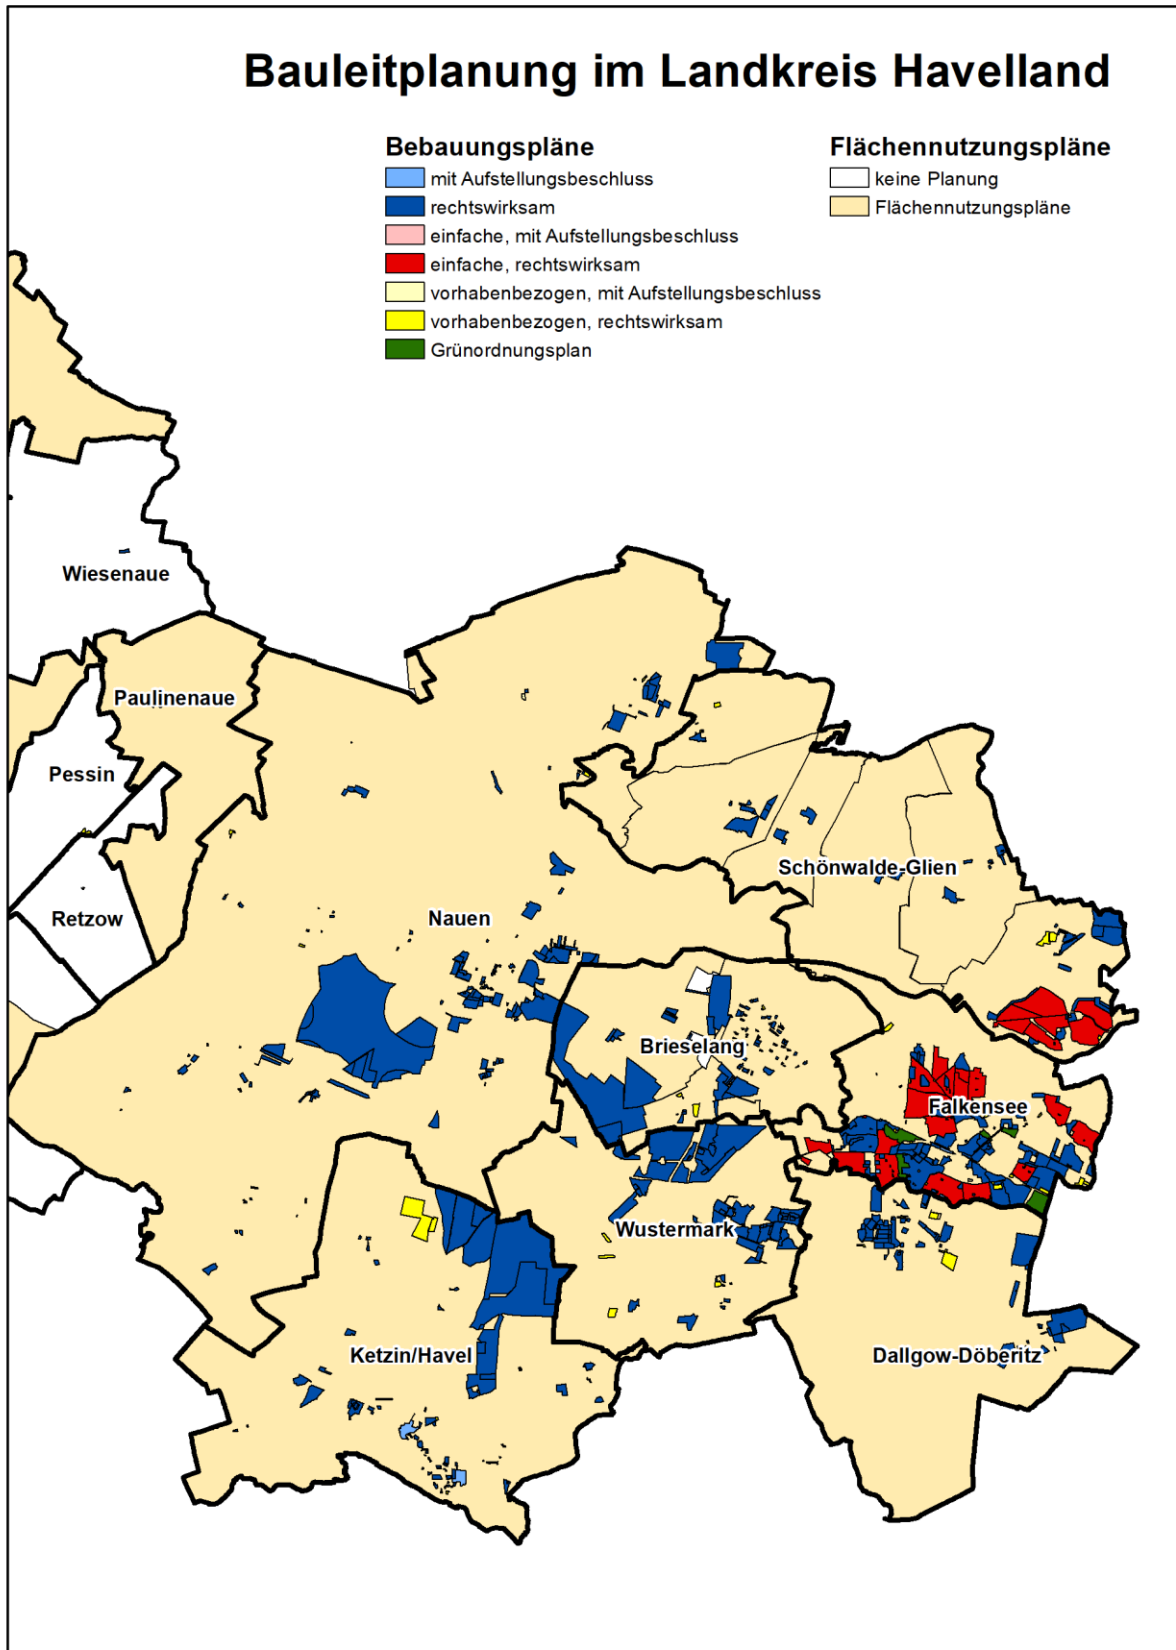 Bauleitplanung im Landkreis Havelland
Bebauungspläne
mit Aufstellungsbeschluss
rechtswirksam
einfache, mit Aufstellungsbeschluss
einfache, rechtswirksam
vorhabenbezogen, mit Aufstellungsbeschluss
vorhabenbezogen, rechtswirksam
Grünordnungsplan
Flächennutzungspläne
keine Planung
Flächennutzungspläne
Wiesenaue
Paulinenaue
Pessin
Retzow
Nauen
Schönwalde-Glien
Brieselang
Falkensee
Wustermark
Ketzin/Havel
Dallgow-Döberitz